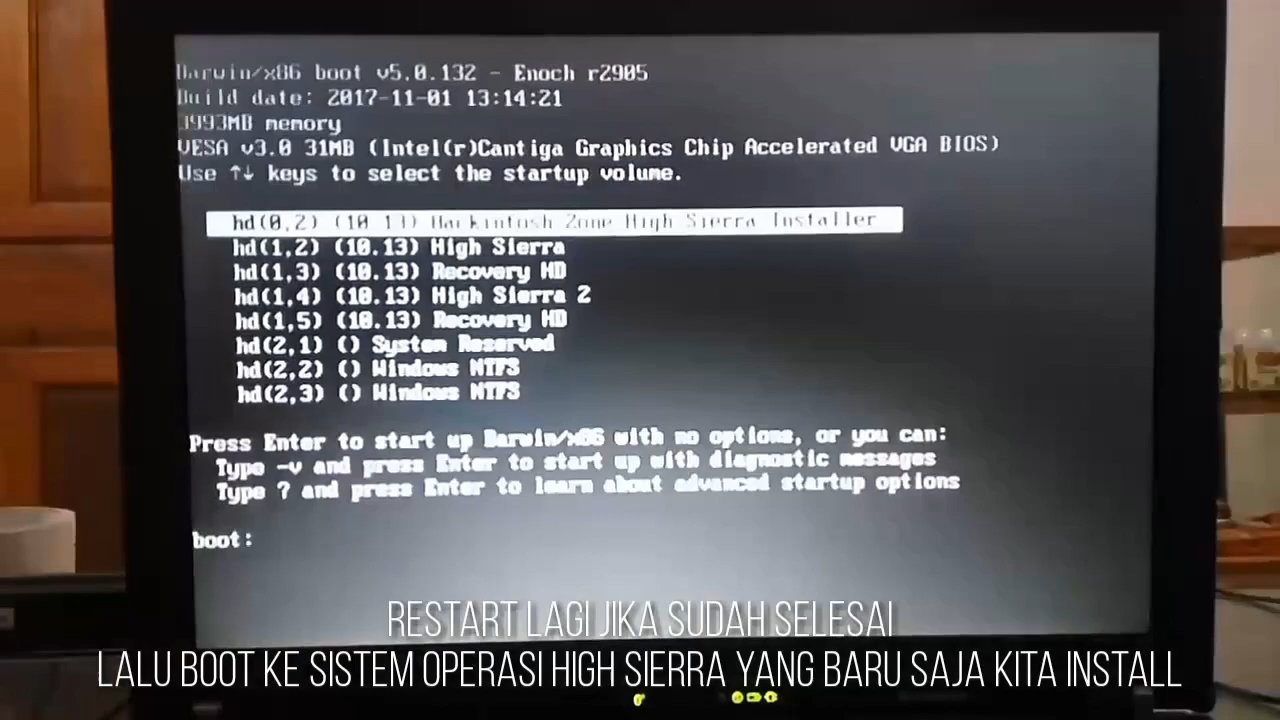 Darwin/x86 boot v5.0.132 - Enoch r2905
Build date: 2017-11-01 13:14:21
3993MB memory
VESA v3.0 31MB (Intel(r)Cantiga Graphics Chip Accelerated VGA BIOS)
Use ↑↓ keys to select the startup volume.
hd(0,2) (10.13) Hackintosh Zone High Sierra Installer
hd(1,2) (10.13) High Sierra
hd(1,3) (10.13) Recovery HD
hd(1,4) (10.13) High Sierra 2
hd(1,5) (10.13) Recovery HD
hd(2,1) () System Reserved
hd(2,2) () Windows NTFS
hd(2,3) () Windows NTFS
Press Enter to start up Darwin/x86 with no options, or you can:
Type -v and press Enter to start up with diagnostic messages
Type ? and press Enter to learn about advanced startup options
boot:
RESTART LAGI JIKA SUDAH SELESAI
LALU BOOT KE SISTEM OPERASI HIGH SIERRA YANG BARU SAJA KITA INSTALL